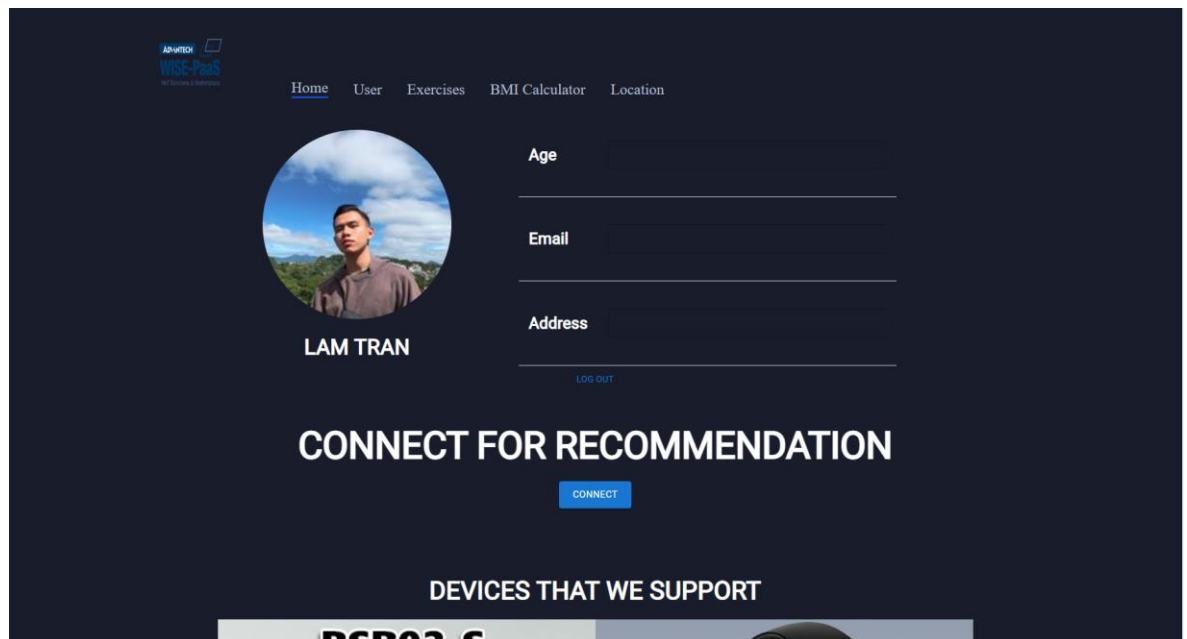 ADVANTECH
WISE-PaaS
Home User Exercises BMI Calculator Location
Age
Email
Address
LAM TRAN
LOG OUT
CONNECT FOR RECOMMENDATION
CONNECT
DEVICES THAT WE SUPPORT